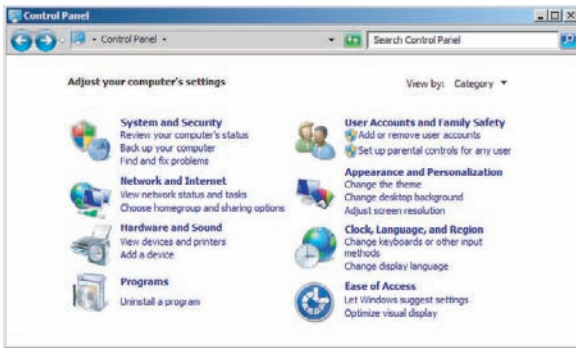 Control Panel
Control Panel
Search Control Panel
Adjust your computer's settings
View by: Category
System and Security
Review your computer's status
Back up your computer
Find and fix problems
Network and Internet
View network status and tasks
Choose homegroup and sharing options
Hardware and Sound
View devices and printers
Add a device
Programs
Uninstall a program
User Accounts and Family Safety
Add or remove user accounts
Set up parental controls for any user
Appearance and Personalization
Change the theme
Change desktop background
Adjust screen resolution
Clock, Language, and Region
Change keyboards or other input
methods
Change display language
Ease of Access
Let Windows suggest settings
Optimize visual display